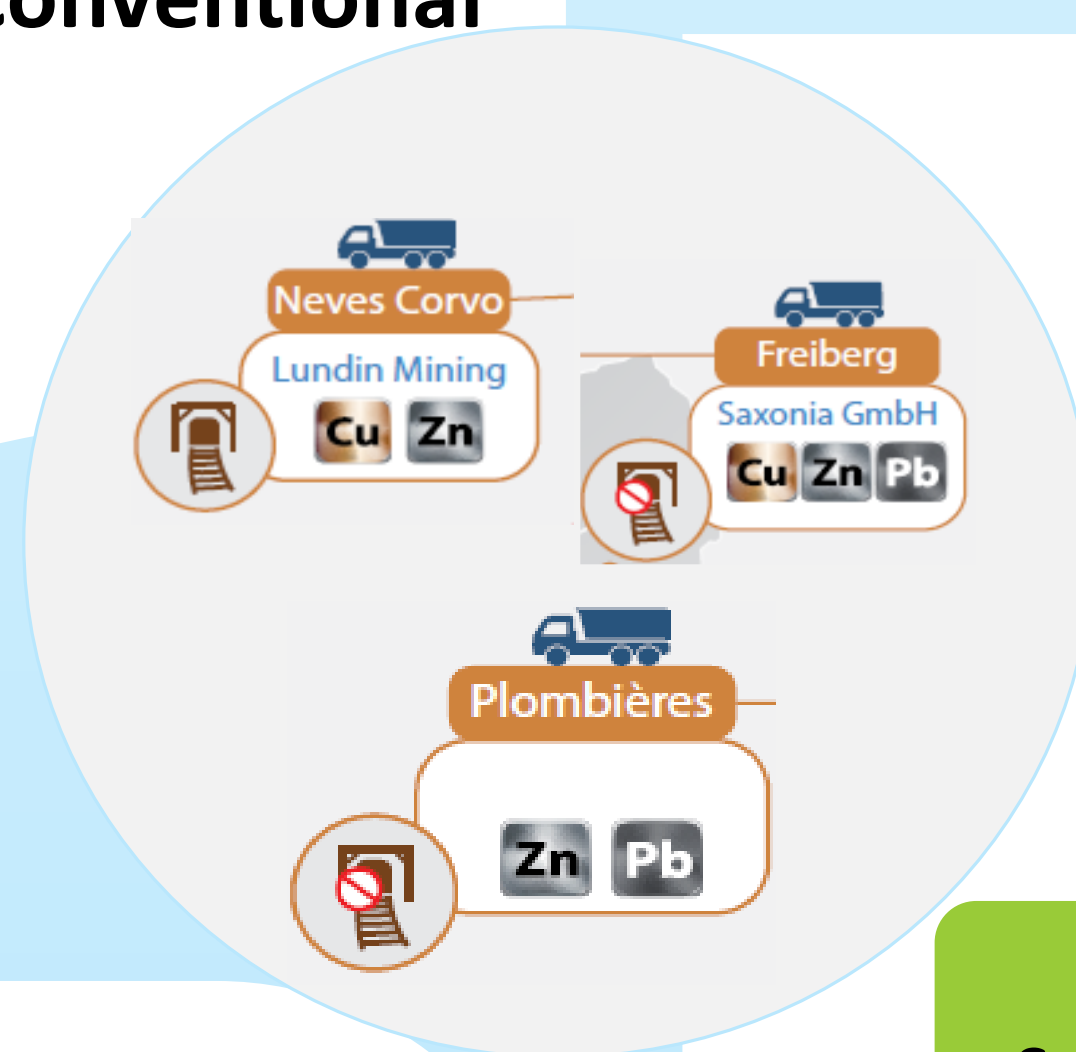 conventional
Neves Corvo
Lundin Mining
Cu Zn
Freiberg
Saxonia GmbH
Cu Zn Pb
Plombières
Zn Pb